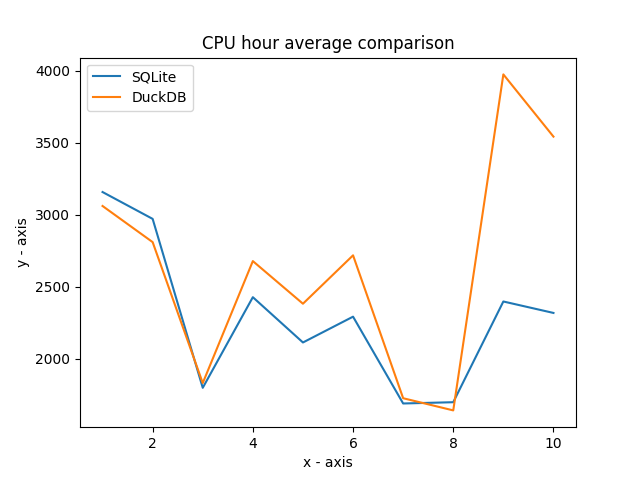 CPU hour average comparison
SQLite
DuckDB
4000
3500
3000
2500
2000
y - axis
2 4 6 8 10
x - axis